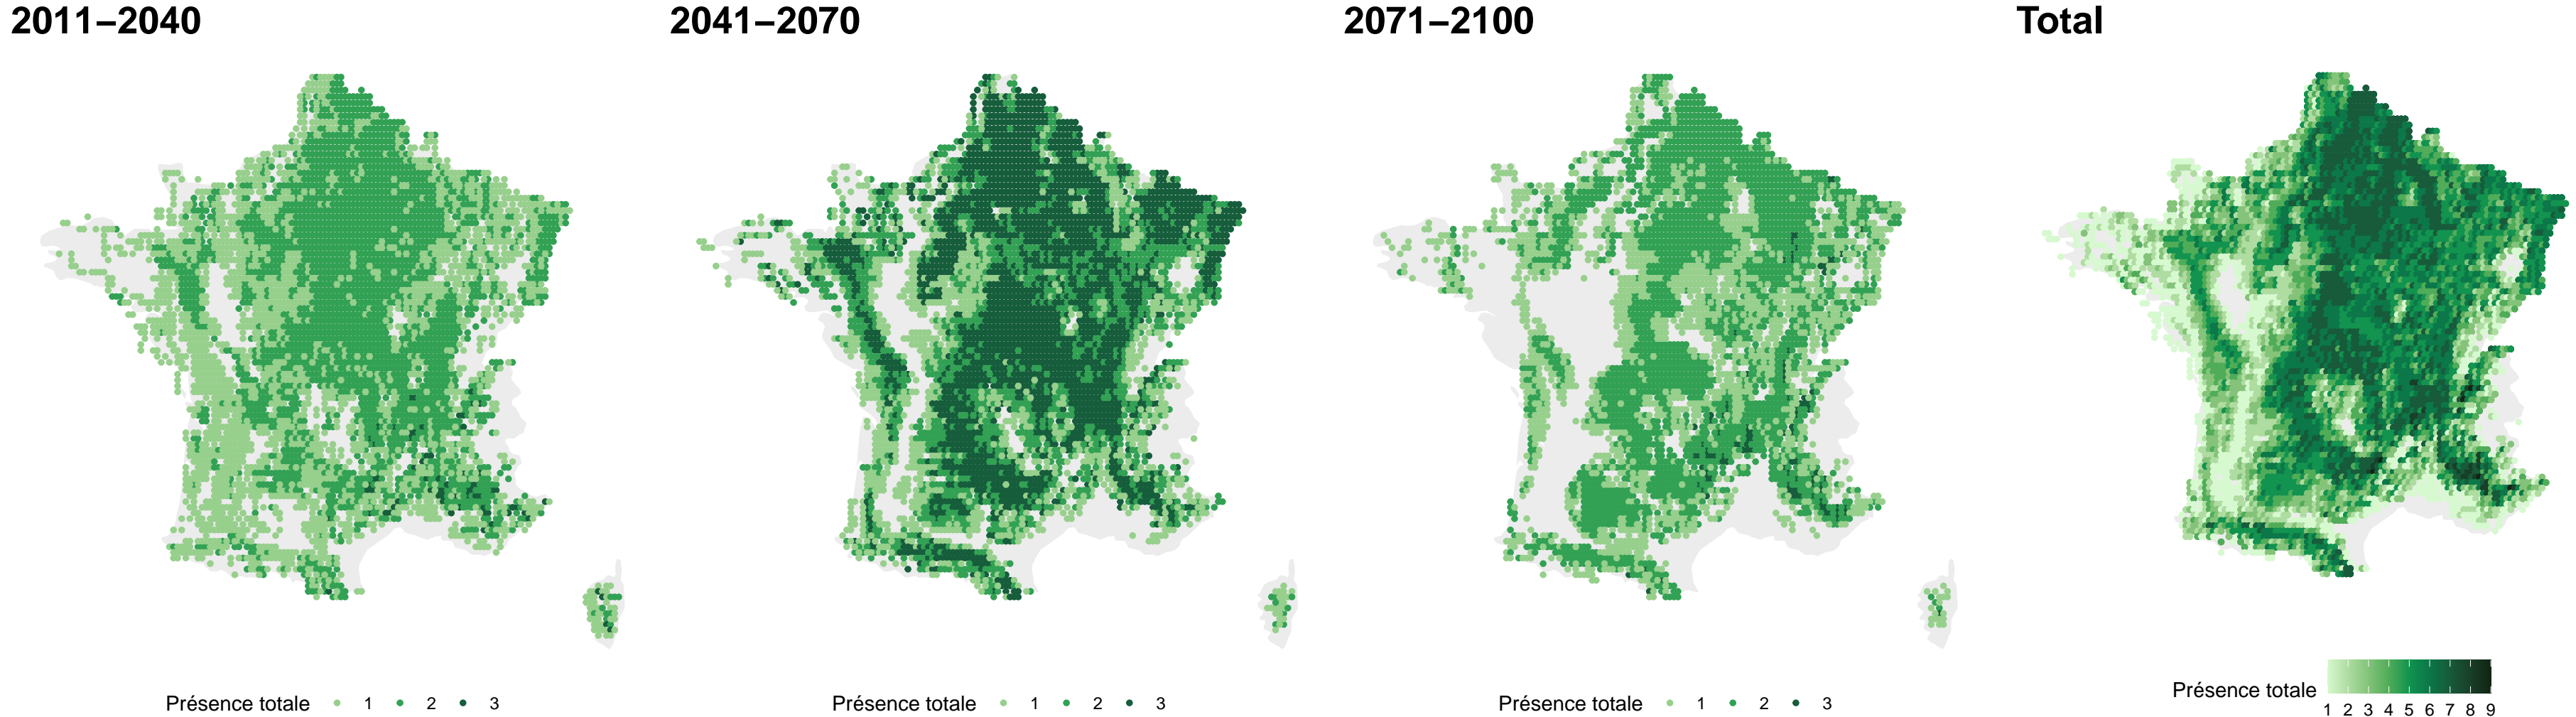 2011–2040
2041–2070
2071–2100
Total
Présence totale 1 2 3
Présence totale 1 2 3
Présence totale 1 2 3
Présence totale
1 2 3 4 5 6 7 8 9